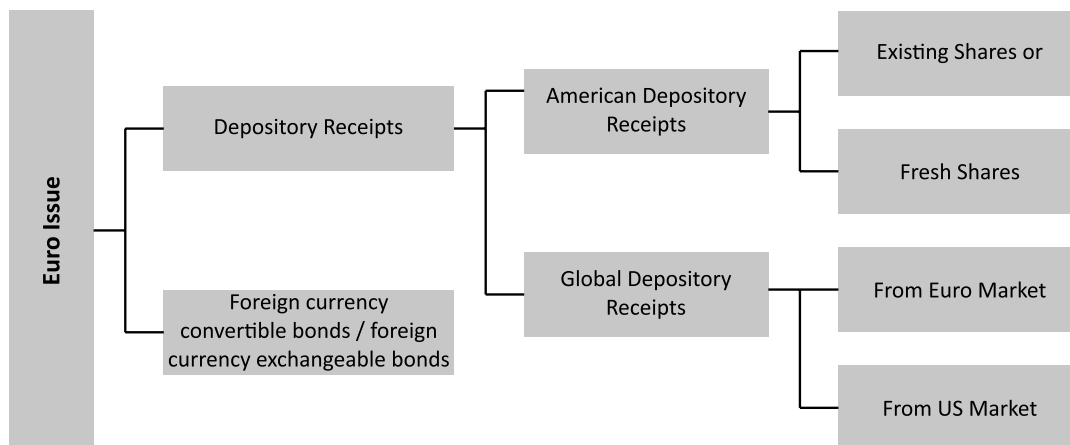 Euro Issue
Depository Receipts
Foreign currency
convertible bonds / foreign
currency exchangeable bonds
American Depository
Receipts
Global Depository
Receipts
Existing Shares or
Fresh Shares
From Euro Market
From US Market